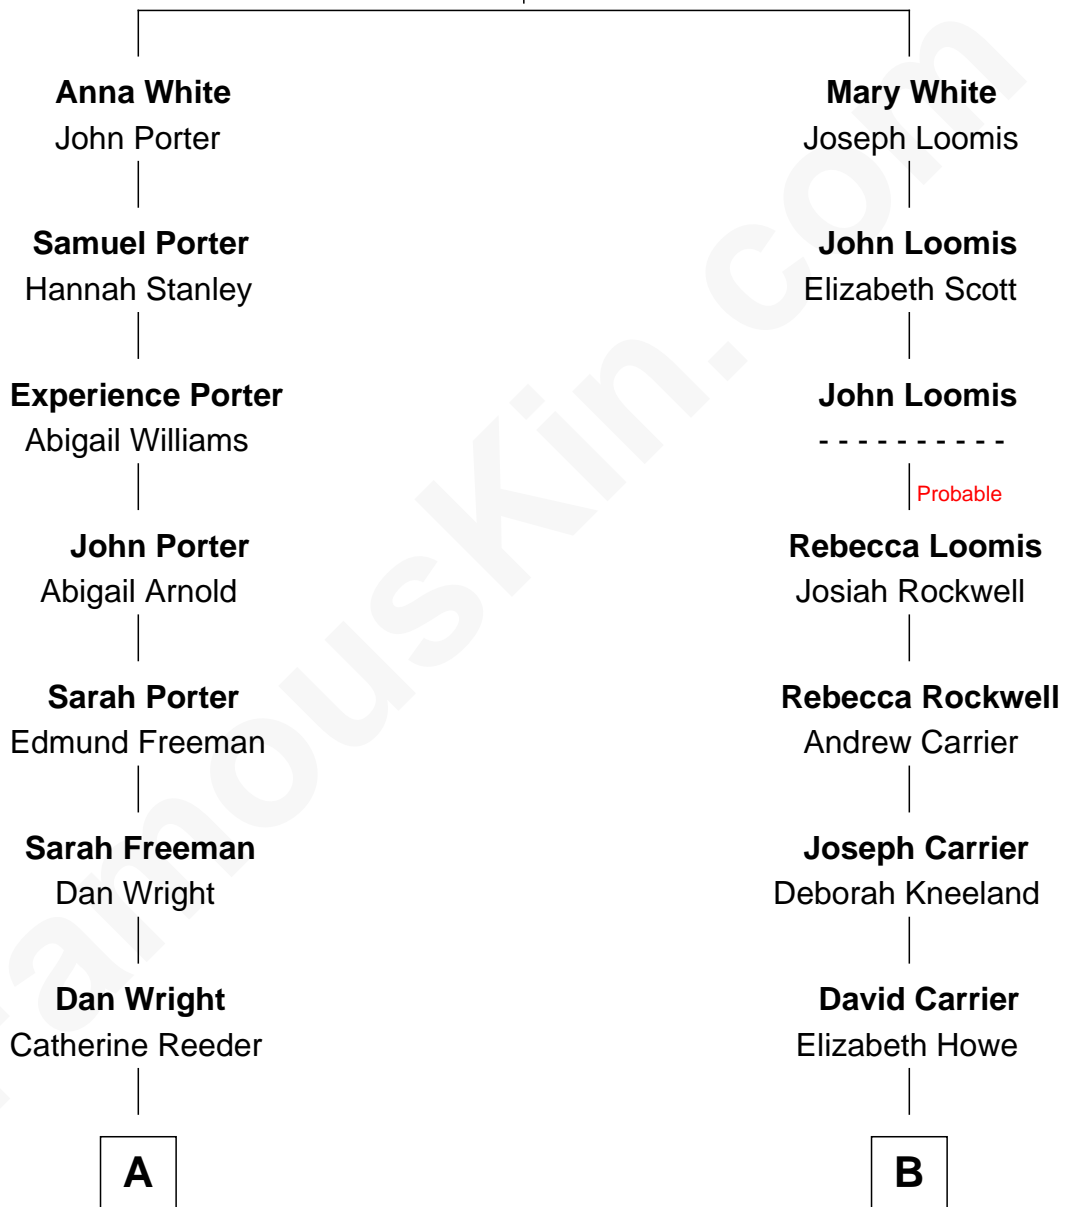 Anna White
John Porter
Samuel Porter
Hannah Stanley
Experience Porter
Abigail Williams
John Porter
Abigail Arnold
Sarah Porter
Edmund Freeman
Sarah Freeman
Dan Wright
Dan Wright
Catherine Reeder
A
Mary White
Joseph Loomis
John Loomis
Elizabeth Scott
John Loomis
- - - - - - - - - -
Probable
Rebecca Loomis
Josiah Rockwell
Rebecca Rockwell
Andrew Carrier
Joseph Carrier
Deborah Kneeland
David Carrier
Elizabeth Howe
B
FamousKin.com